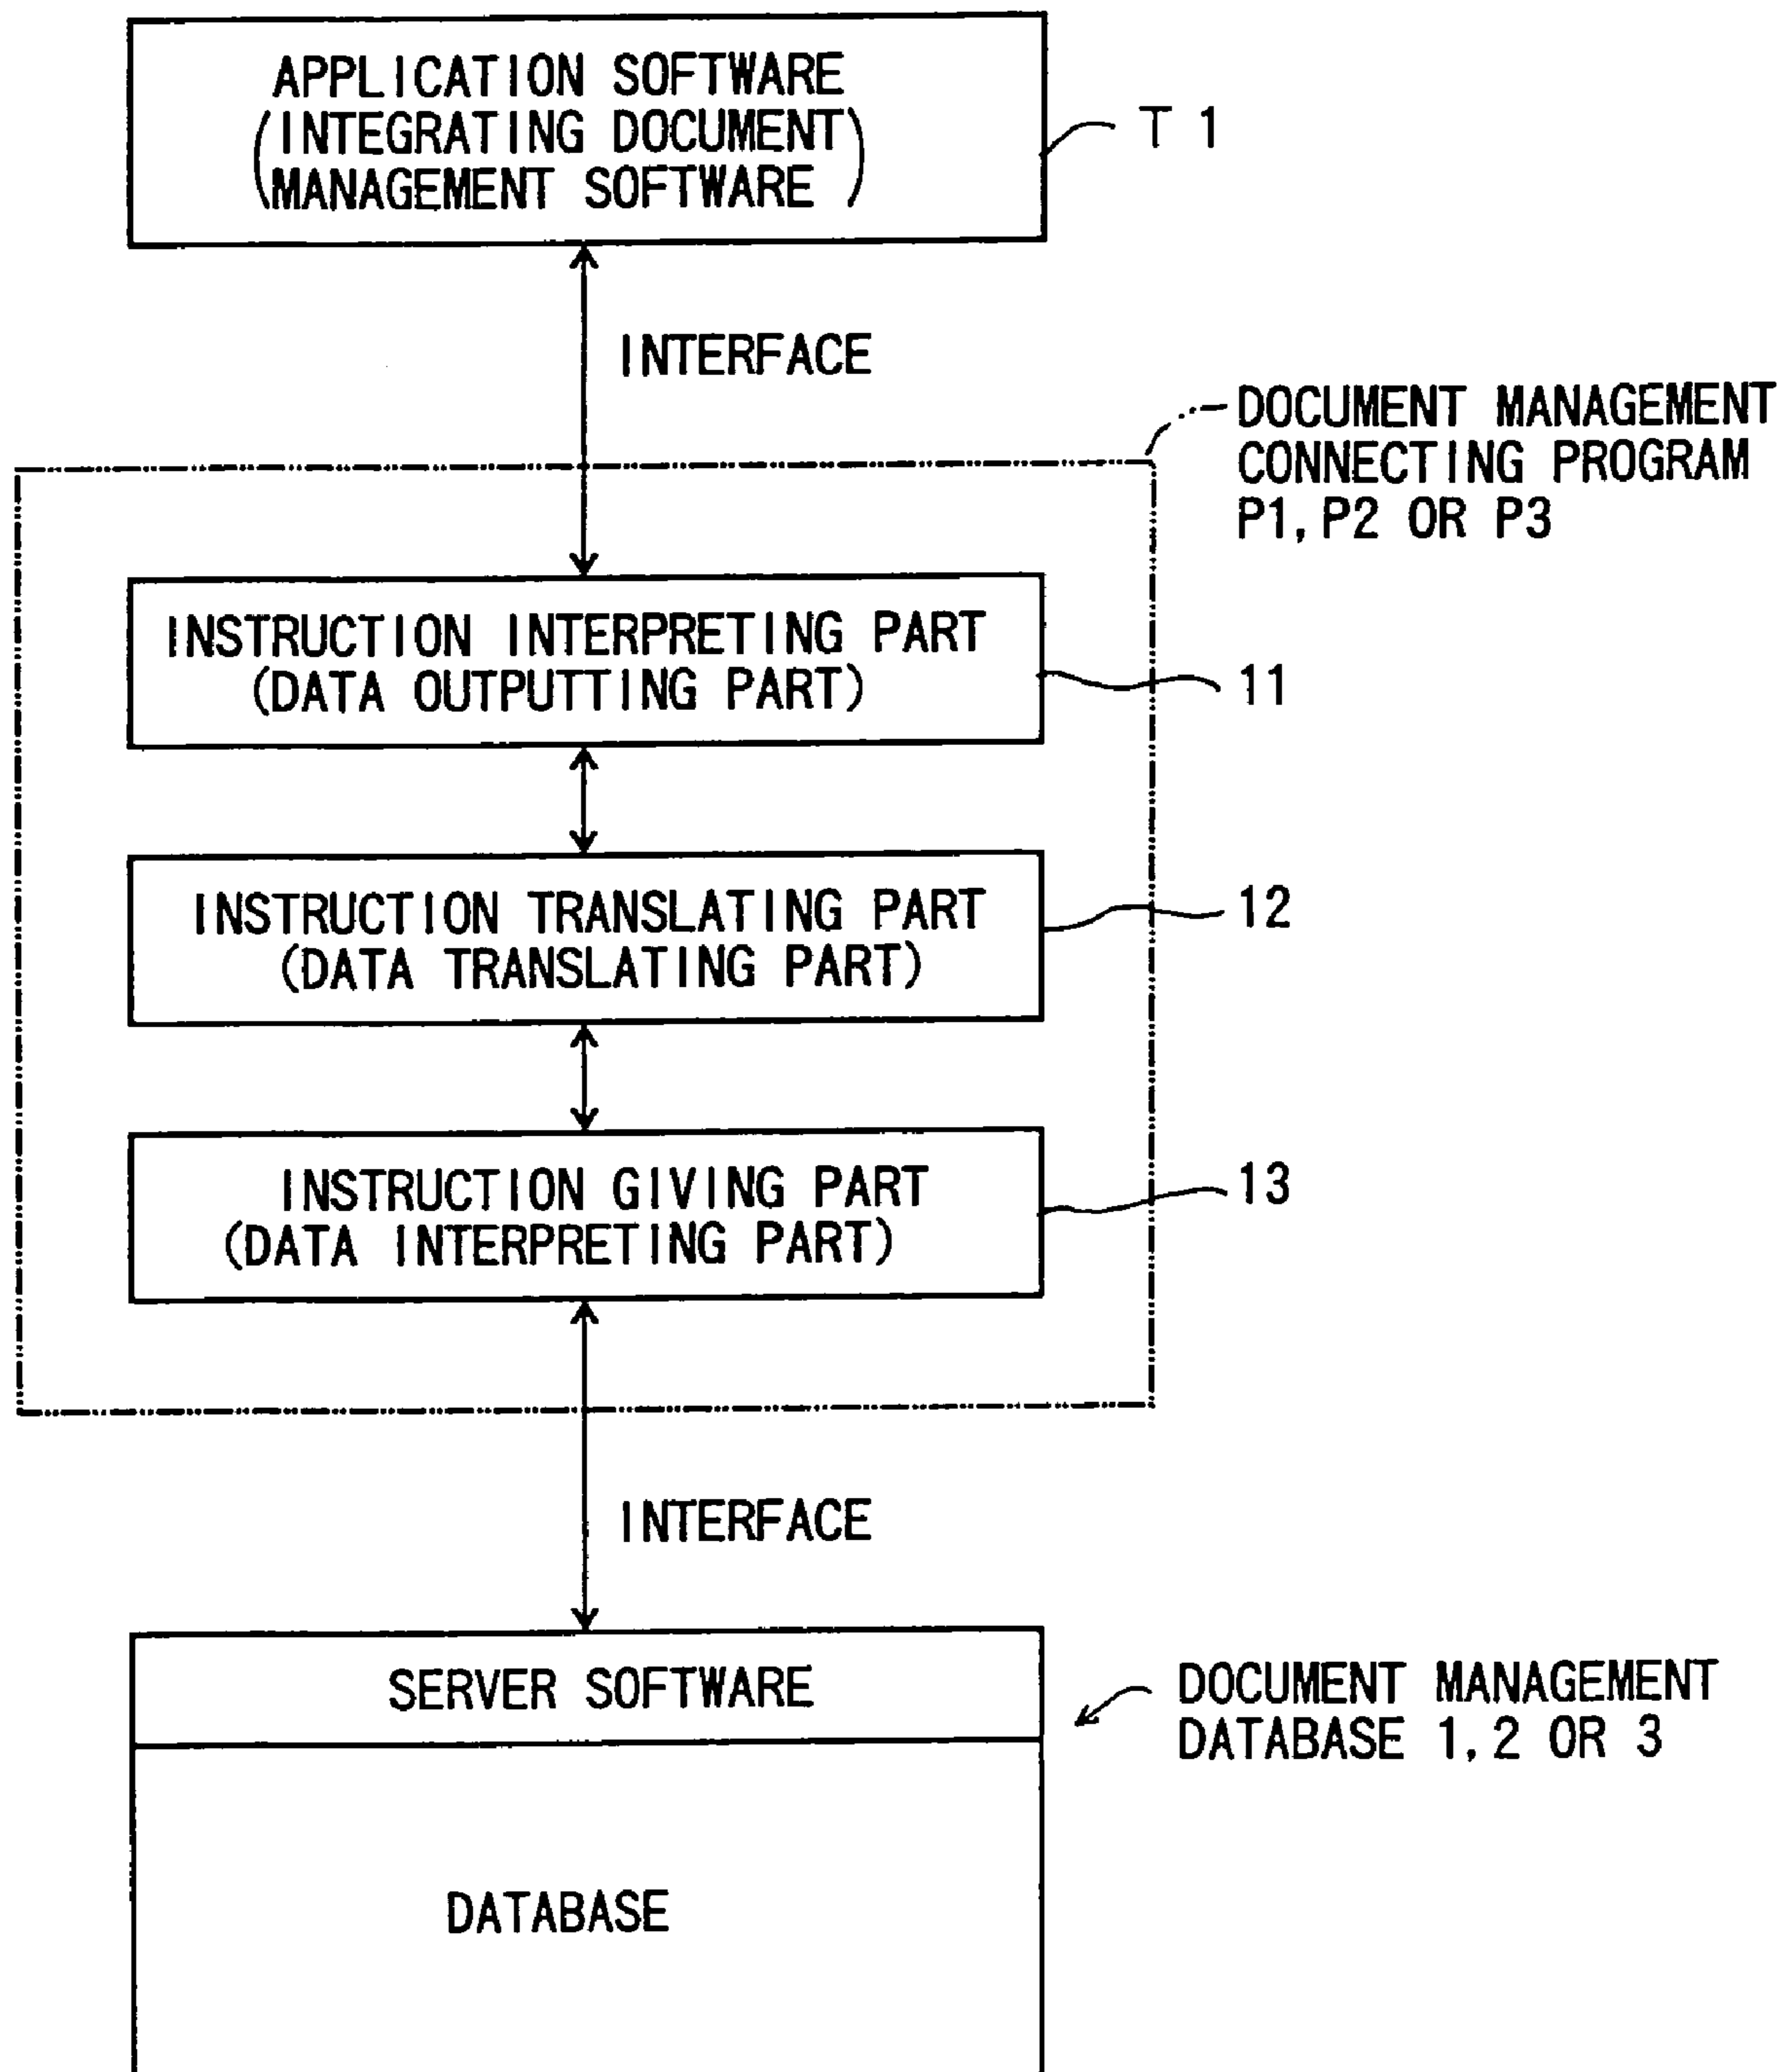 APPLICATION SOFTWARE
(INTEGRATING DOCUMENT
MANAGEMENT SOFTWARE)
T 1
INTERFACE
DOCUMENT MANAGEMENT
CONNECTING PROGRAM
P1, P2 OR P3
INSTRUCTION INTERPRETING PART
(DATA OUTPUTTING PART)
11
INSTRUCTION TRANSLATING PART
(DATA TRANSLATING PART)
12
INSTRUCTION GIVING PART
(DATA INTERPRETING PART)
13
INTERFACE
SERVER SOFTWARE
DOCUMENT MANAGEMENT
DATABASE 1, 2 OR 3
DATABASE